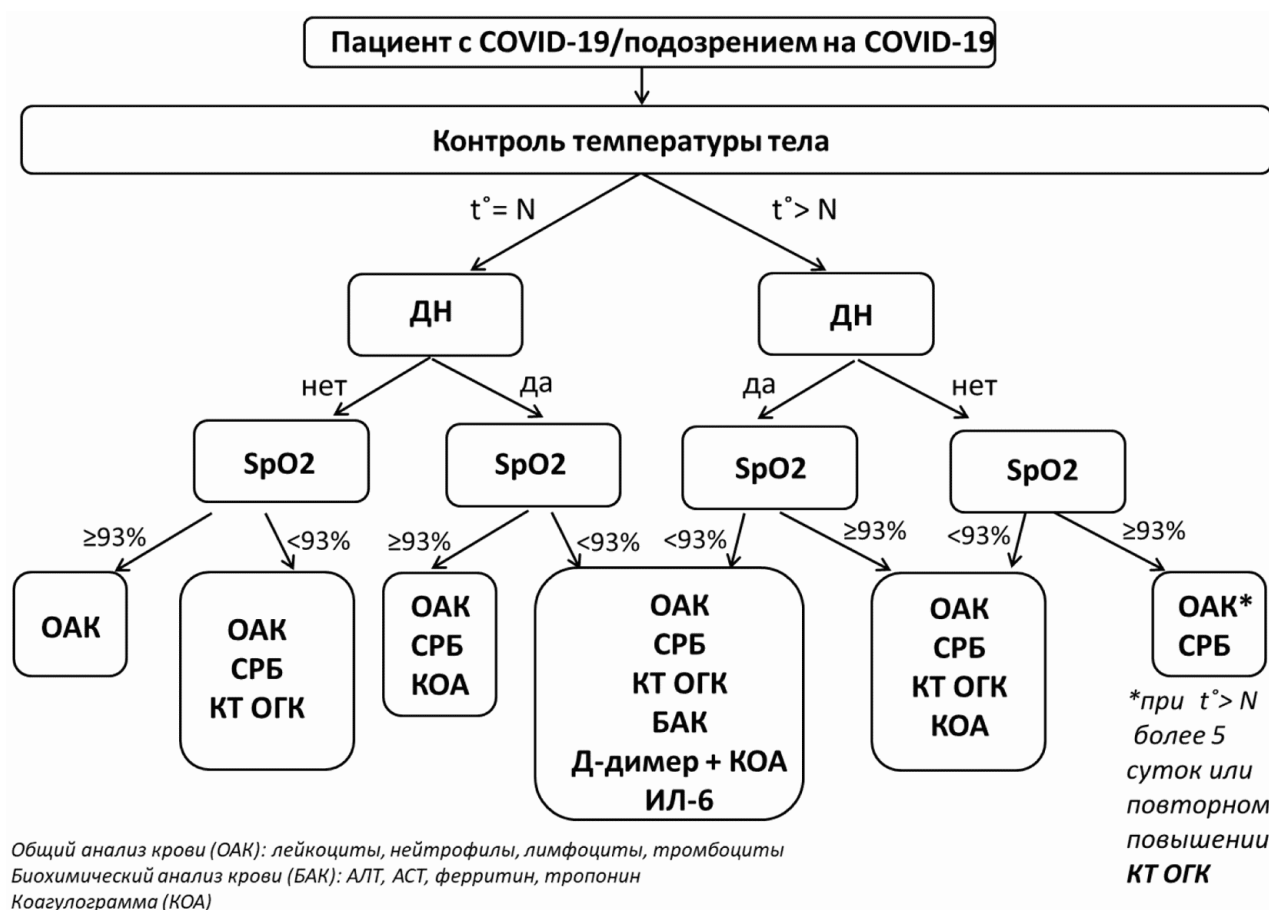 Пациент с COVID-19/подозрением на COVID-19
Контроль температуры тела
t˚= N
t˚> N
ДН
ДН
нет
да
да
нет
SpO2
SpO2
SpO2
SpO2
≥93%
<93%
≥93%
<93%
<93%
≥93%
<93%
≥93%
ОАК
ОАК
СРБ
КТ ОГК
ОАК
СРБ
КОА
ОАК
СРБ
КТ ОГК
БАК
Д-димер + КОА
ИЛ-6
ОАК
СРБ
КТ ОГК
КОА
ОАК*
СРБ
*при t˚> N
более 5
суток или
повторном
повышении
КТ ОГК
Общий анализ крови (ОАК): лейкоциты, нейтрофилы, лимфоциты, тромбоциты
Биохимический анализ крови (БАК): АЛТ, АСТ, ферритин, тропонин
Коагулограмма (КОА)